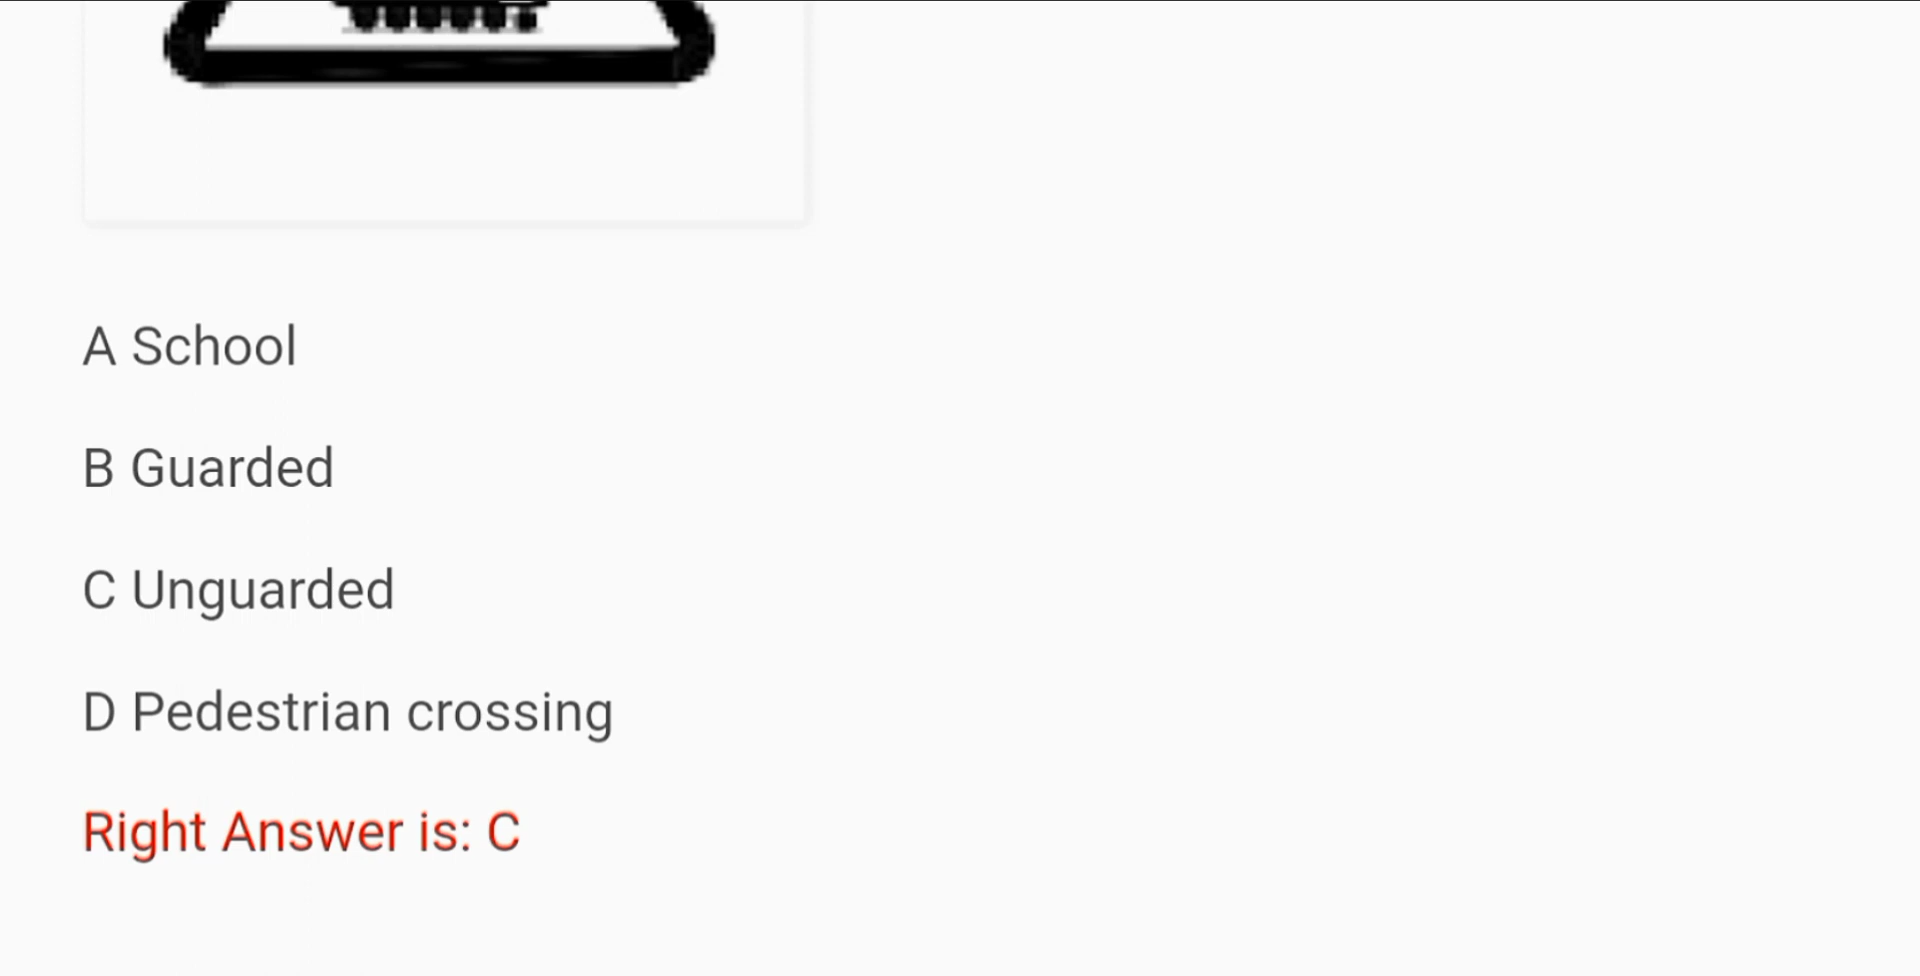 A School
B Guarded
C Unguarded
D Pedestrian crossing
Right Answer is: C